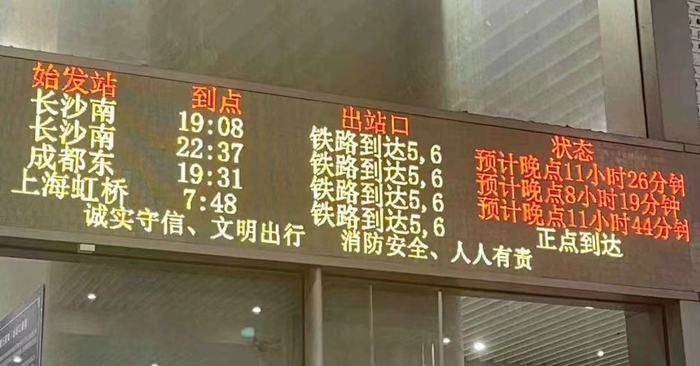 始发站 到点 出站口 状态
长沙南 19:08 铁路到达5,6 预计晚点11小时26分钟
长沙南 22:37 铁路到达5,6 预计晚点8小时19分钟
成都东 19:31 铁路到达5,6 预计晚点11小时44分钟
上海虹桥 7:48 铁路到达5,6 正点到达
诚实守信、文明出行 消防安全、人人有责